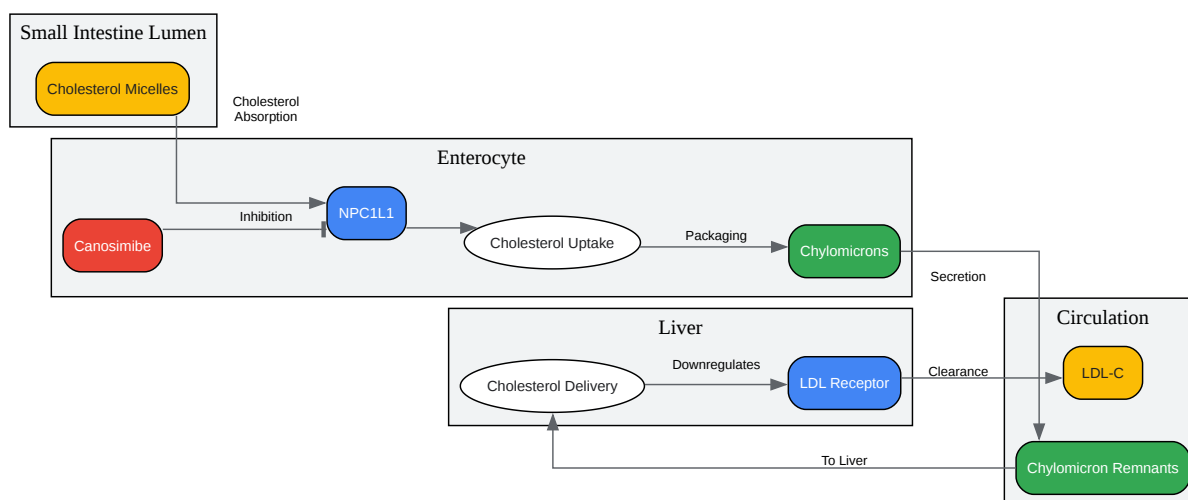 Small Intestine Lumen
Cholesterol Micelles
Cholesterol
Absorption
Enterocyte
NPC1L1
Inhibition
Canosimibe
Cholesterol Uptake
Packaging
Chylomicrons
Secretion
Liver
Circulation
Cholesterol Delivery
Downregulates
LDL Receptor
Clearance
LDL-C
To Liver
Chylomicron Remnants